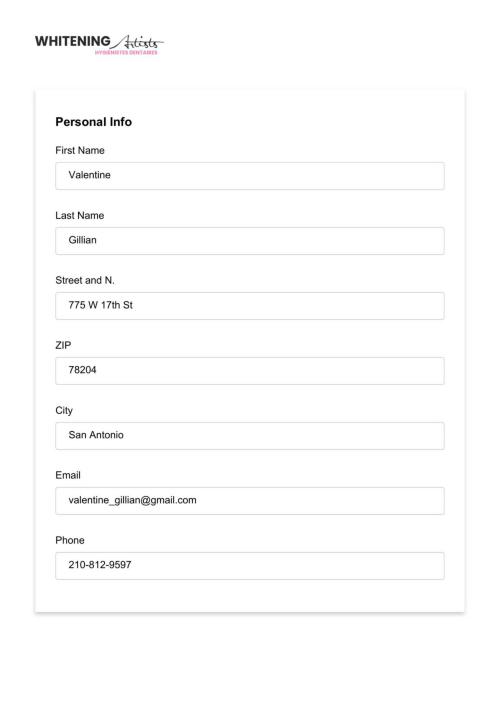 WHITENING Artists
HYGIÉNISTES DENTAIRES
Personal Info
First Name
Valentine
Last Name
Gillian
Street and N.
775 W 17th St
ZIP
78204
City
San Antonio
Email
valentine_gillian@gmail.com
Phone
210-812-9597